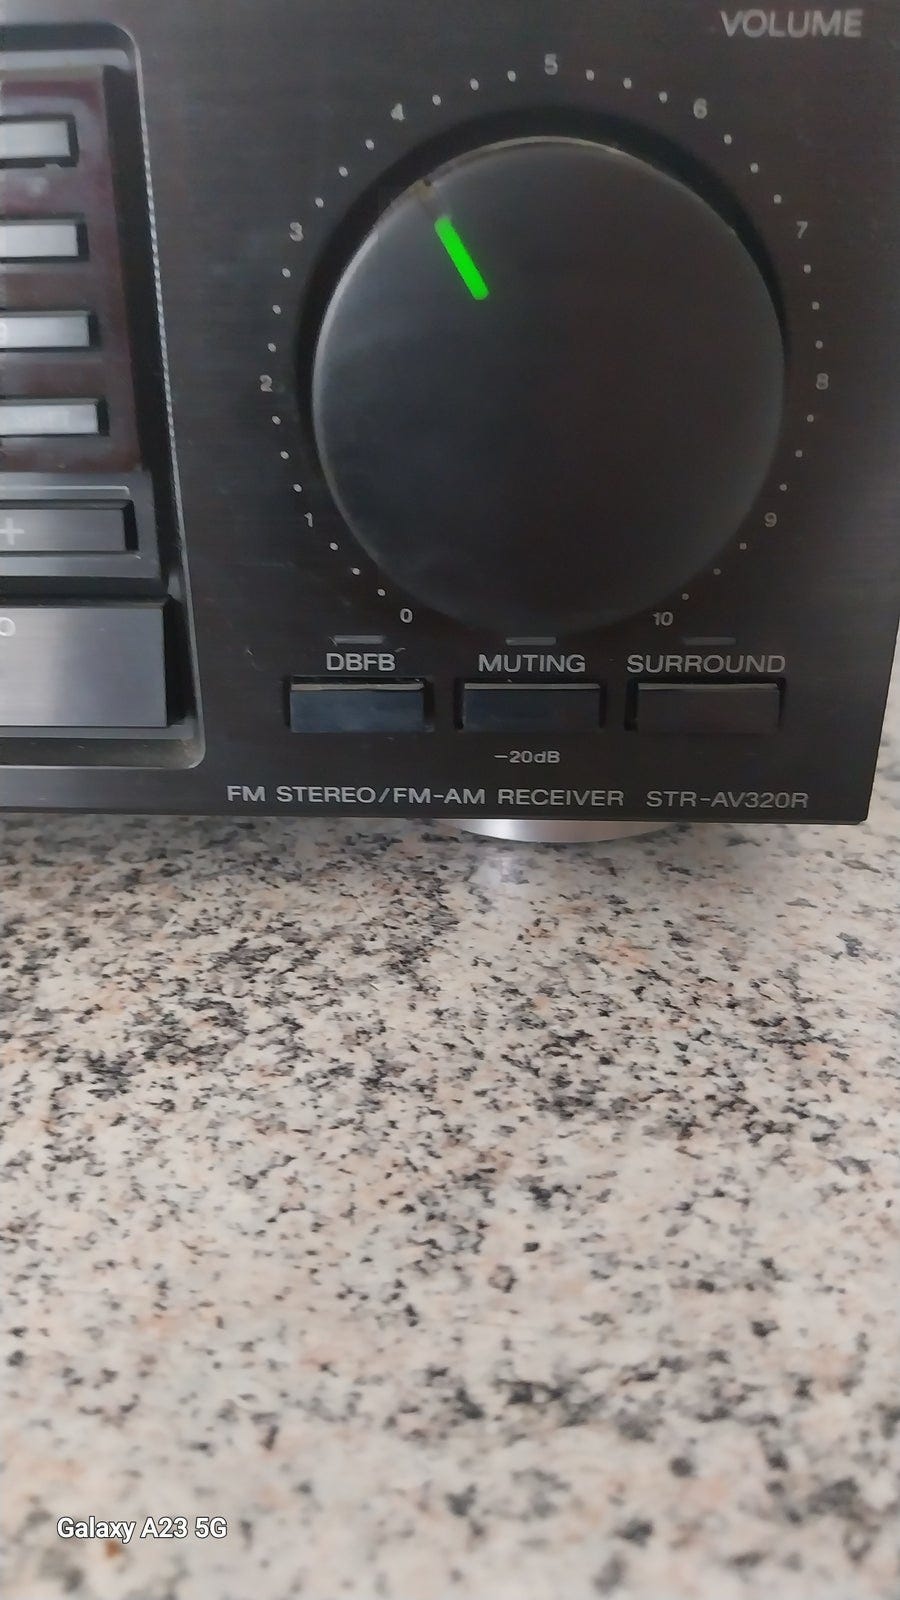 VOLUME
5
4
6
3
7
2
8
+
1
9
0
10
DBFB
MUTING
SURROUND
-20dB
FM STEREO/FM-AM RECEIVER STR-AV320R
Galaxy A23 5G